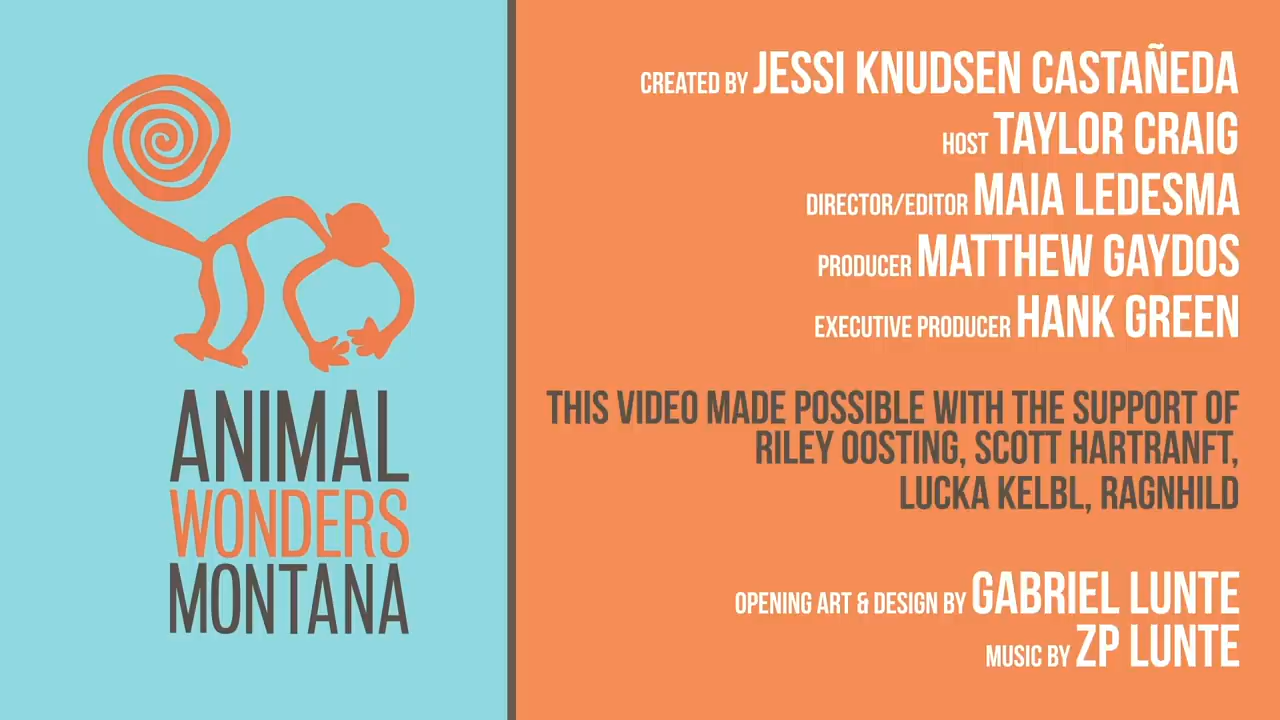 ANIMAL
WONDERS
MONTANA
CREATED BY JESSI KNUDSEN CASTAÑEDA
HOST TAYLOR CRAIG
DIRECTOR/EDITOR MAIA LEDESMA
PRODUCER MATTHEW GAYDOS
EXECUTIVE PRODUCER HANK GREEN
THIS VIDEO MADE POSSIBLE WITH THE SUPPORT OF
RILEY OOSTING, SCOTT HARTRANFT,
LUCKA KELBL, RAGNHILD
OPENING ART & DESIGN BY GABRIEL LUNTE
MUSIC BY ZP LUNTE